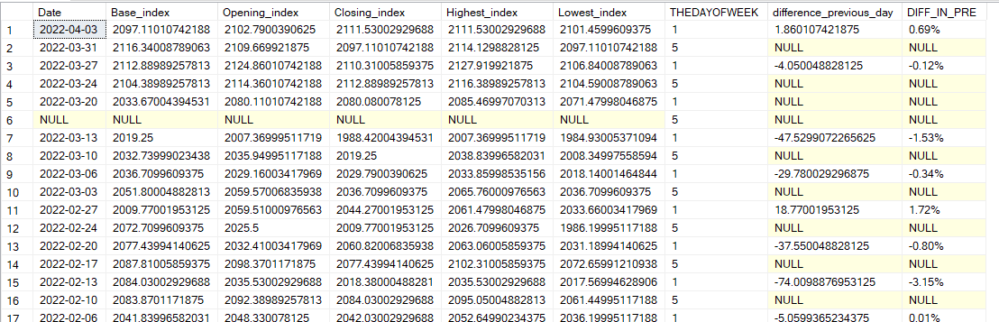 Date Base_index Opening_index Closing_index Highest_index Lowest_index THEDAYOFWEEK difference_previous_day DIFF_IN_PRE
1 2022-04-03 2097.11010742188 2102.7900390625 2111.53002929688 2111.53002929688 2101.4599609375 1 1.860107421875 0.69%
2 2022-03-31 2116.34008789063 2109.669921875 2097.11010742188 2114.1298828125 2097.11010742188 5 NULL NULL
3 2022-03-27 2112.88989257813 2124.86010742188 2110.31005859375 2127.919921875 2106.84008789063 1 -4.050048828125 -0.12%
4 2022-03-24 2104.38989257813 2114.36010742188 2112.88989257813 2116.38989257813 2104.59008789063 5 NULL NULL
5 2022-03-20 2033.67004394531 2080.11010742188 2080.080078125 2085.46997070313 2071.47998046875 1 NULL NULL
6 NULL NULL NULL NULL NULL NULL 5 NULL NULL
7 2022-03-13 2019.25 2007.36999511719 1988.42004394531 2007.36999511719 1984.93005371094 1 -47.5299072265625 -1.53%
8 2022-03-10 2032.73999023438 2035.94995117188 2019.25 2038.83996582031 2008.34997558594 5 NULL NULL
9 2022-03-06 2036.7099609375 2029.16003417969 2029.7900390625 2033.85998535156 2018.14001464844 1 -29.780029296875 -0.34%
10 2022-03-03 2051.80004882813 2059.57006835938 2036.7099609375 2065.76000976563 2036.7099609375 5 NULL NULL
11 2022-02-27 2009.77001953125 2059.51000976563 2044.27001953125 2061.47998046875 2033.66003417969 1 18.77001953125 1.72%
12 2022-02-24 2072.7099609375 2025.5 2009.77001953125 2026.7099609375 1986.19995117188 5 NULL NULL
13 2022-02-20 2077.43994140625 2032.41003417969 2060.82006835938 2063.06005859375 2031.18994140625 1 -37.550048828125 -0.80%
14 2022-02-17 2087.81005859375 2098.3701171875 2077.43994140625 2102.31005859375 2072.65991210938 5 NULL NULL
15 2022-02-13 2084.03002929688 2035.53002929688 2018.38000488281 2035.53002929688 2017.56994628906 1 -74.0098876953125 -3.15%
16 2022-02-10 2083.8701171875 2092.38989257813 2084.03002929688 2095.05004882813 2061.44995117188 5 NULL NULL
17 2022-02-06 2041.83996582031 2048.330078125 2042.03002929688 2052.64990234375 2036.19995117188 1 -5.0599365234375 0.01%